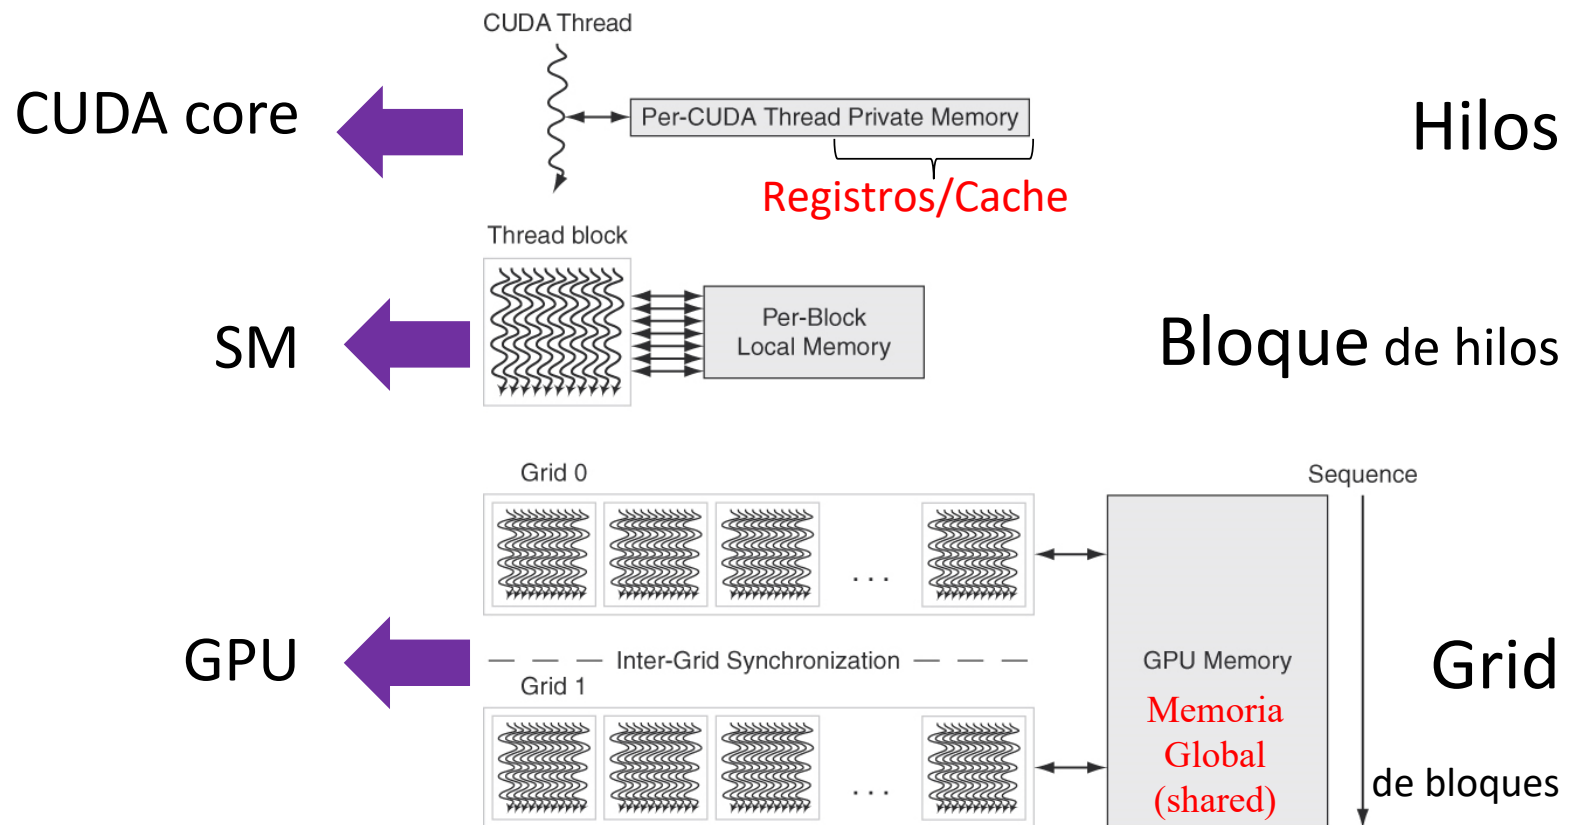 CUDA Thread
CUDA core
Per-CUDA Thread Private Memory
Hilos
Registros/Cache
Thread block
SM
Per-Block
Local Memory
Bloque de hilos
Grid 0
Sequence
. . .
GPU
Inter-Grid Synchronization
GPU Memory
Grid
Grid 1
Memoria
Global
(shared)
. . .
de bloques